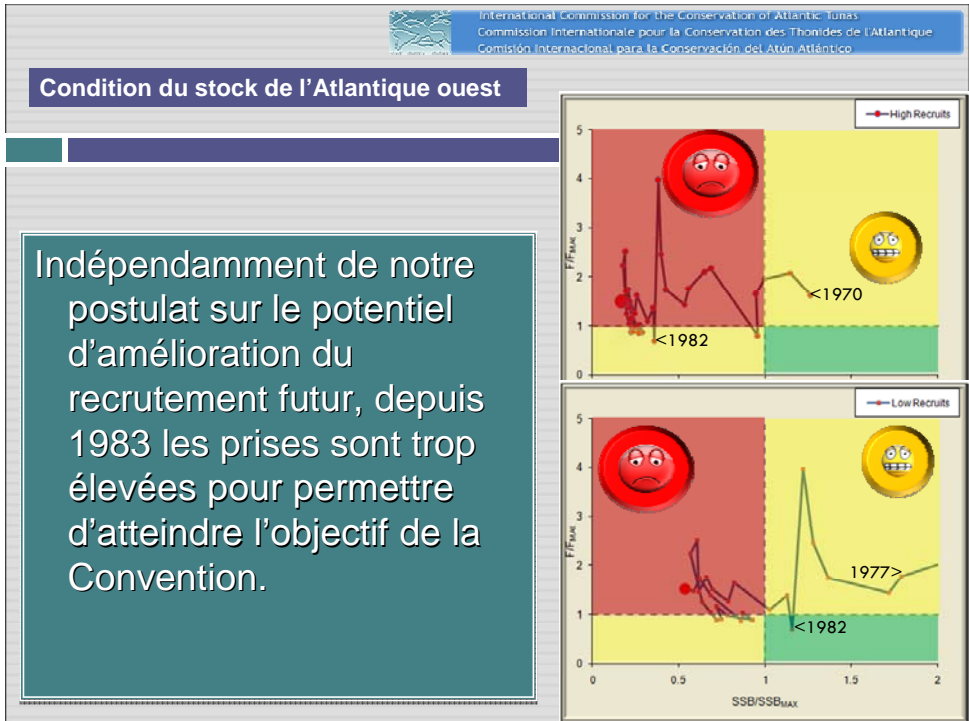 International Commission for the Conservation of Atlantic Tunas
Commission Internationale pour la Conservation des Thonides de l'Atlantique
Comisión Internacional para la Conservación del Atún Atlántico
Condition du stock de l'Atlantique ouest
Indépendamment de notre
postulat sur le potentiel
d'amélioration du
recrutement futur, depuis
1983 les prises sont trop
élevées pour permettre
d'atteindre l'objectif de la
Convention.
High Recruits
5
4
3
2
1
0
F/FMAX
<1970
<1982
Low Recruits
5
4
3
2
1
0
F/FMAX
1977>
<1982
0
0.5
1
1.5
2
SSB/SSBMAX